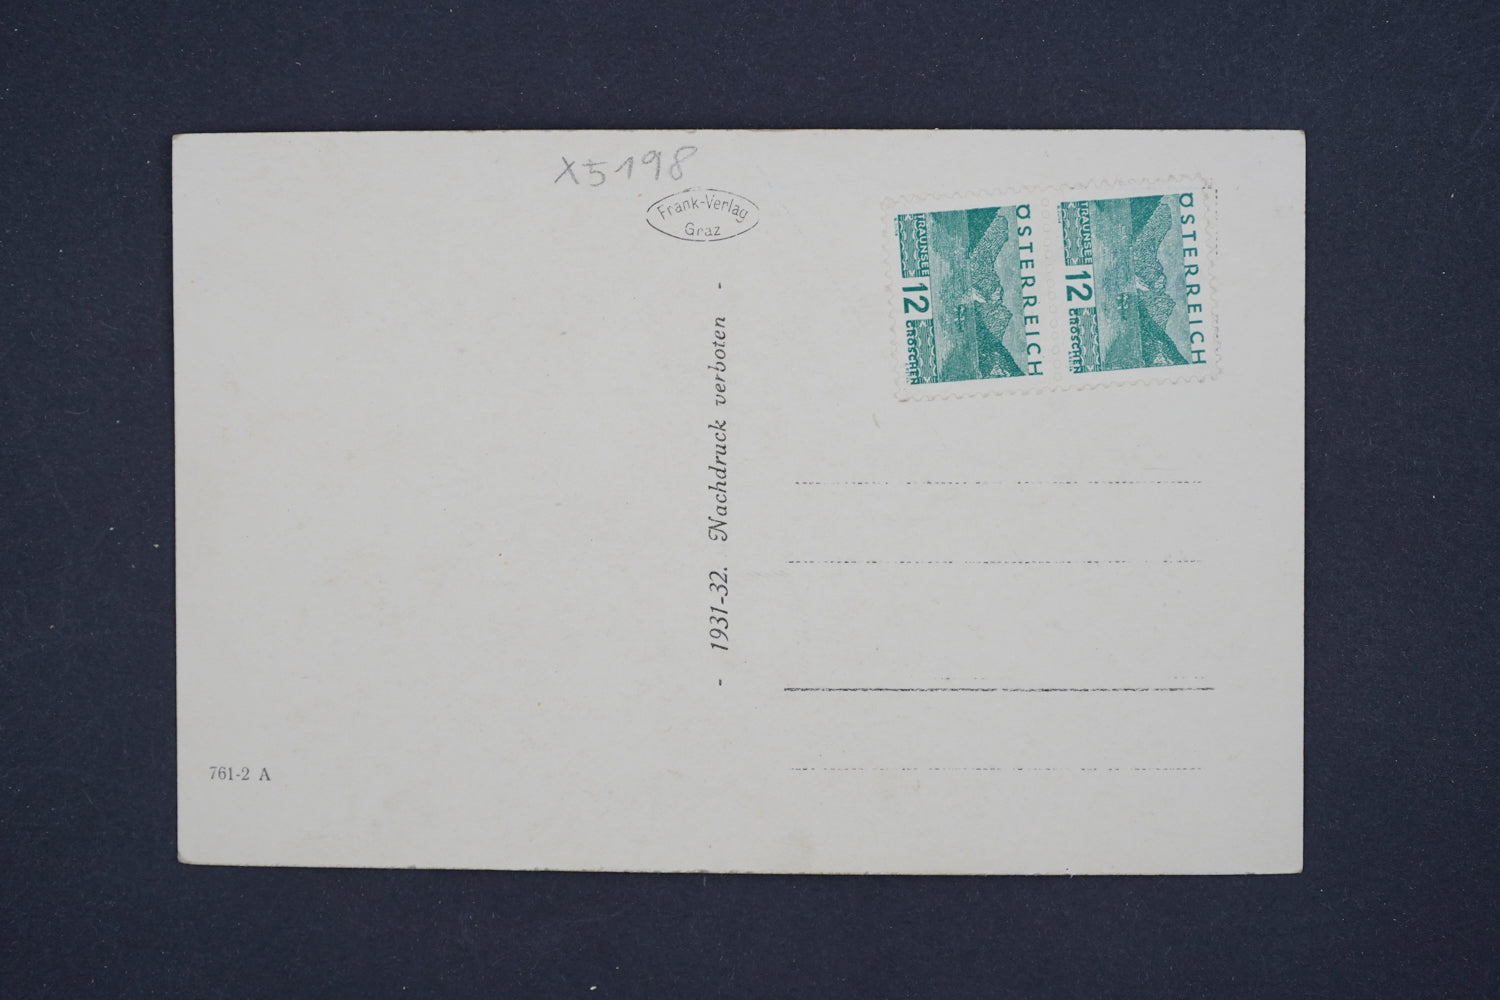 X5198
Frank-Verlag
Graz
- 1931-32. Nachdruck verboten -
761-2 A
ÖSTERREICH
TRAUNSEE
12
GROSCHEN
ÖSTERREICH
TRAUNSEE
12
GROSCHEN